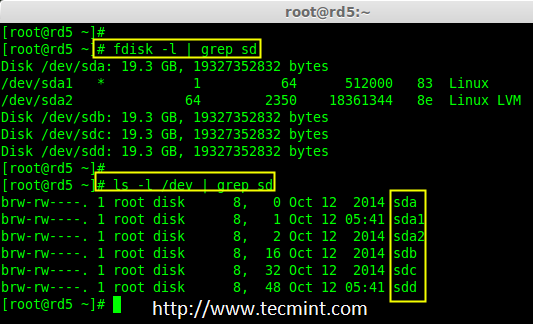 root@rd5:~
[root@rd5 ~]#
[root@rd5 ~]# fdisk -l | grep sd
Disk /dev/sda: 19.3 GB, 19327352832 bytes
/dev/sda1   *           1          64      512000   83  Linux
/dev/sda2              64        2350    18361344   8e  Linux LVM
Disk /dev/sdb: 19.3 GB, 19327352832 bytes
Disk /dev/sdc: 19.3 GB, 19327352832 bytes
Disk /dev/sdd: 19.3 GB, 19327352832 bytes
[root@rd5 ~]#
[root@rd5 ~]# ls -l /dev | grep sd
brw-rw----. 1 root disk      8,   0 Oct 12  2014 sda
brw-rw----. 1 root disk      8,   1 Oct 12 05:41 sda1
brw-rw----. 1 root disk      8,   2 Oct 12  2014 sda2
brw-rw----. 1 root disk      8,  16 Oct 12  2014 sdb
brw-rw----. 1 root disk      8,  32 Oct 12  2014 sdc
brw-rw----. 1 root disk      8,  48 Oct 12 05:41 sdd
[root@rd5 ~]#
http://www.tecmint.com